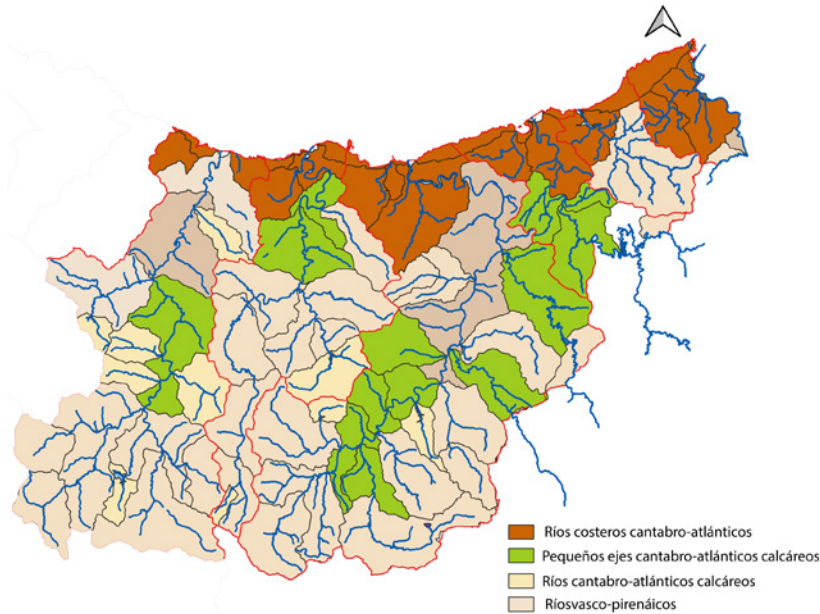 Ríos costeros cantabro-atlánticos
Pequeños ejes cantabro-atlánticos calcáreos
Ríos cantabro-atlánticos calcáreos
Ríosvasco-pirenáicos